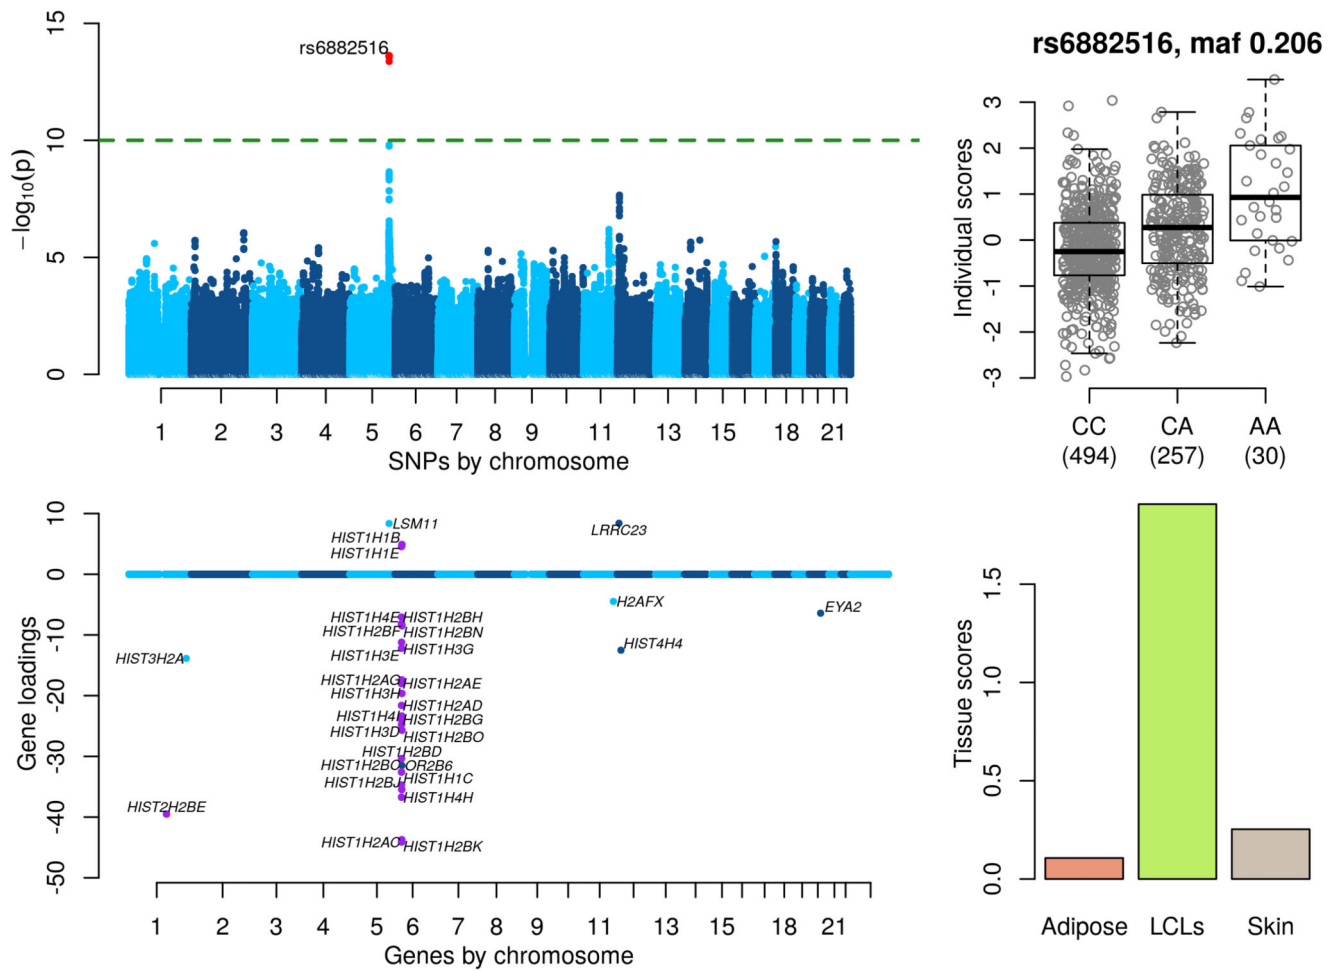 rs6882516
−log₁₀(p)
15
10
5
0
1 2 3 4 5 6 7 8 9 11 13 15 18 21
SNPs by chromosome
rs6882516, maf 0.206
Individual scores
3
2
1
0
-1
-2
-3
CC CA AA
(494) (257) (30)
Gene loadings
10
0
-10
-20
-30
-40
-50
LSM11
HIST1H1B
HIST1H1E
LRRC23
H2AFX
EYA2
HIST1H4E HIST1H2BH
HIST1H2BF HIST1H2BN
HIST4H4
HIST1H3E HIST1H3G
HIST3H2A
HIST1H2AG HIST1H2AE
HIST1H3H
HIST1H2AD
HIST1H4I HIST1H2BG
HIST1H3D HIST1H2BO
HIST1H2BD
OR2B6
HIST1H2BJ HIST1H1C
HIST1H4H
HIST2H2BE
HIST1H2BK
1 2 3 4 5 6 7 8 9 11 13 15 18 21
Genes by chromosome
Tissue scores
1.5
1.0
0.5
0.0
Adipose LCLs Skin